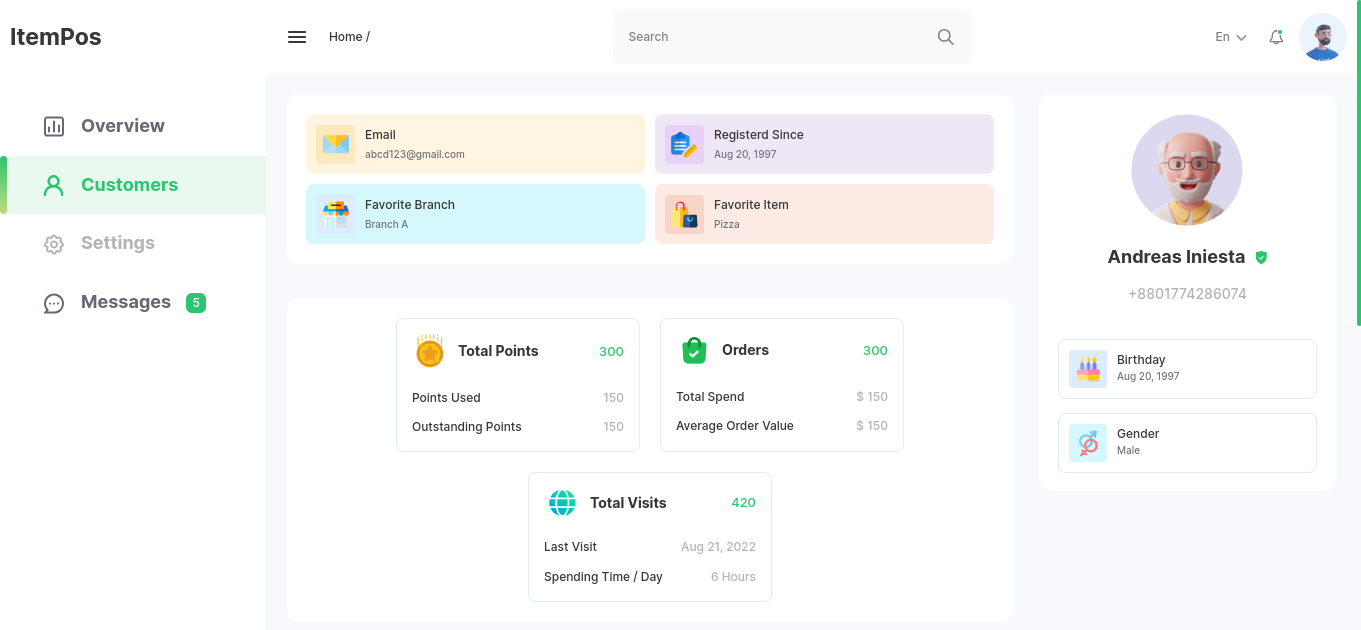 ItemPos
Home /
Search
En
Overview
Customers
Settings
Messages 5
Email
abcd123@gmail.com
Registerd Since
Aug 20, 1997
Favorite Branch
Branch A
Favorite Item
Pizza
Total Points 300
Points Used 150
Outstanding Points 150
Orders 300
Total Spend $ 150
Average Order Value $ 150
Total Visits 420
Last Visit Aug 21, 2022
Spending Time / Day 6 Hours
Andreas Iniesta
+8801774286074
Birthday
Aug 20, 1997
Gender
Male